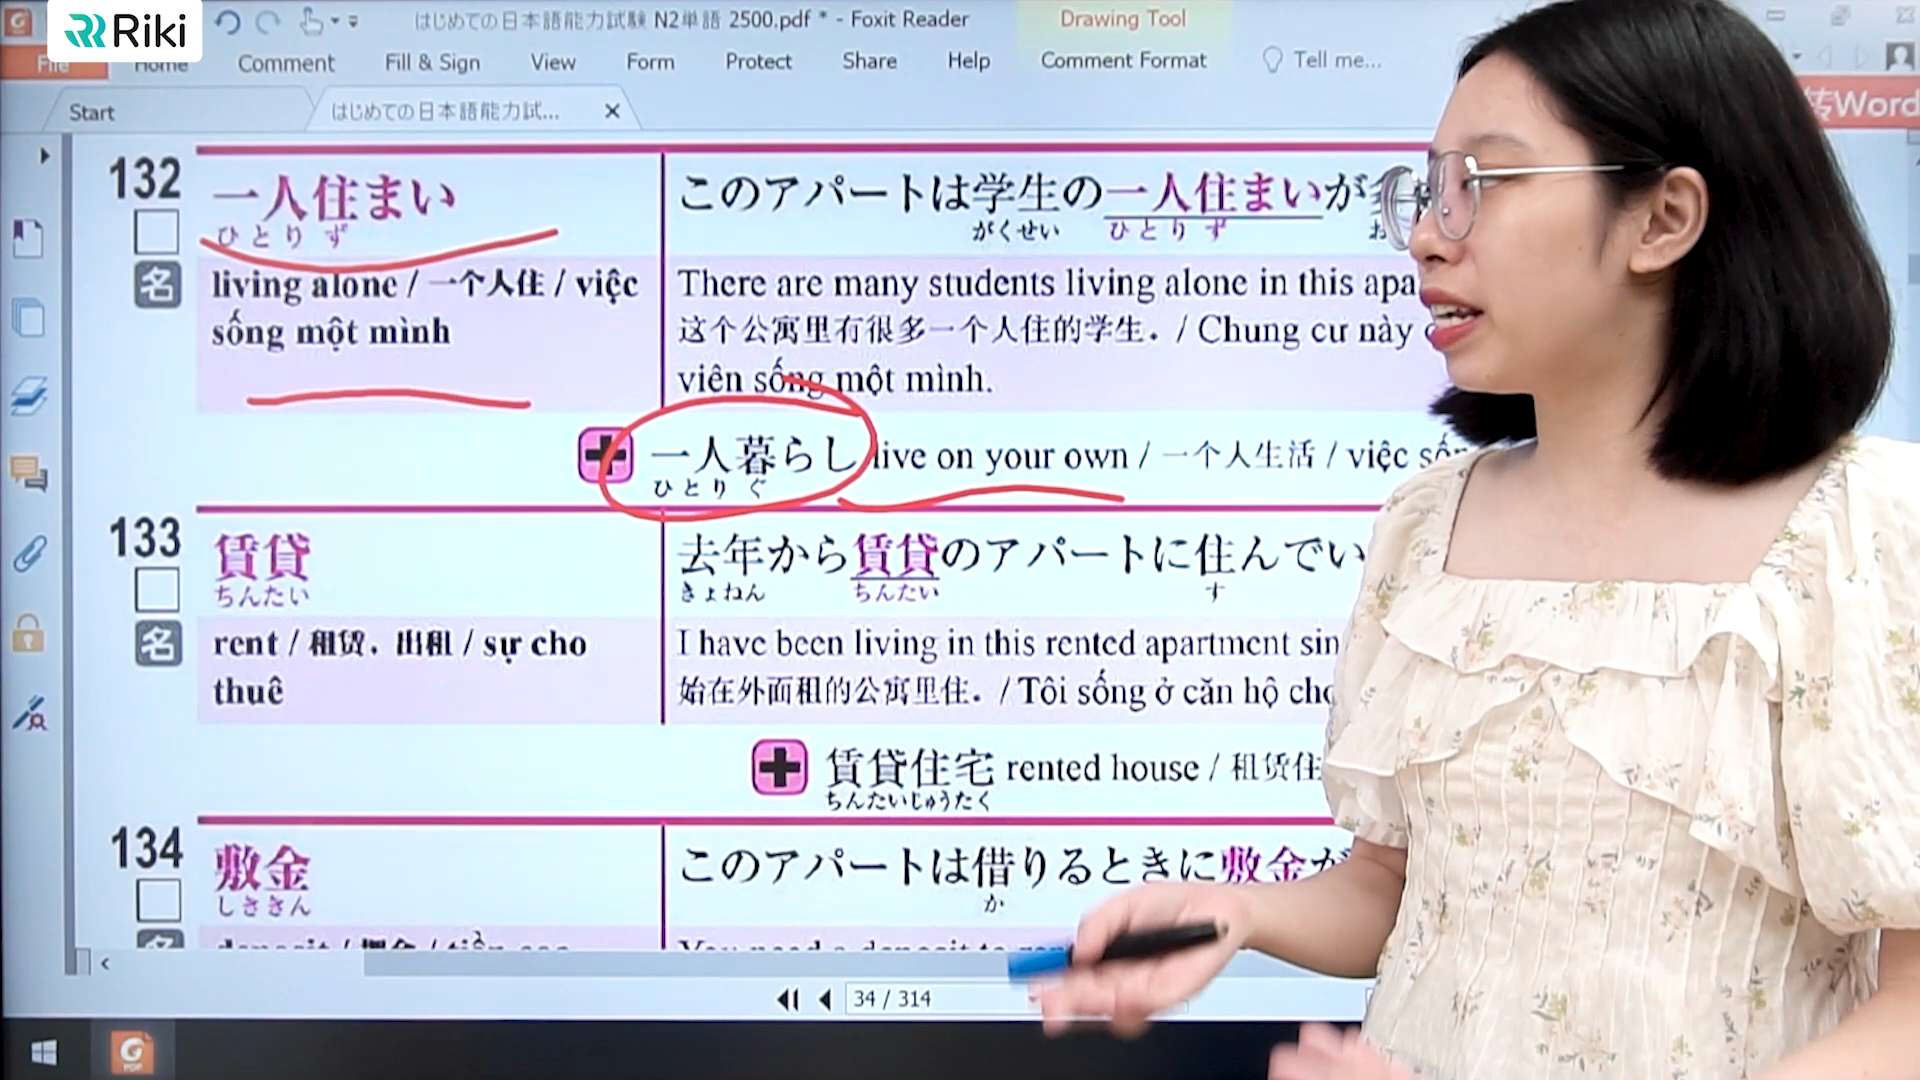 Riki
はじめての日本語能力試験 N2単語 2500.pdf * - Foxit Reader
Drawing Tool
File Home Comment Fill & Sign View Form Protect Share Help Comment Format Tell me...
转Word
Start はじめての日本語能力試... ×
132 一人住まい このアパートは学生の一人住まいが
ひとり ず がくせい ひとり ず お
名 living alone / 一个人住 / việc There are many students living alone in this apa
sống một mình 这个公寓里有很多一个人住的学生. / Chung cư này
viên sống một mình.
一人暮らし live on your own / 一个人生活 / việc
ひとり ぐ
133 賃貸 去年から賃貸のアパートに住んでい
ちんたい きょねん ちんたい す
名 rent / 租赁，出租 / sự cho I have been living in this rented apartment sin
thuê 始在外面租的公寓里住. / Tôi sống ở căn hộ cho
賃貸住宅 rented house / 租赁住
ちんたいじゅうたく
134 敷金 このアパートは借りるときに敷金が
しききん か
34 / 314